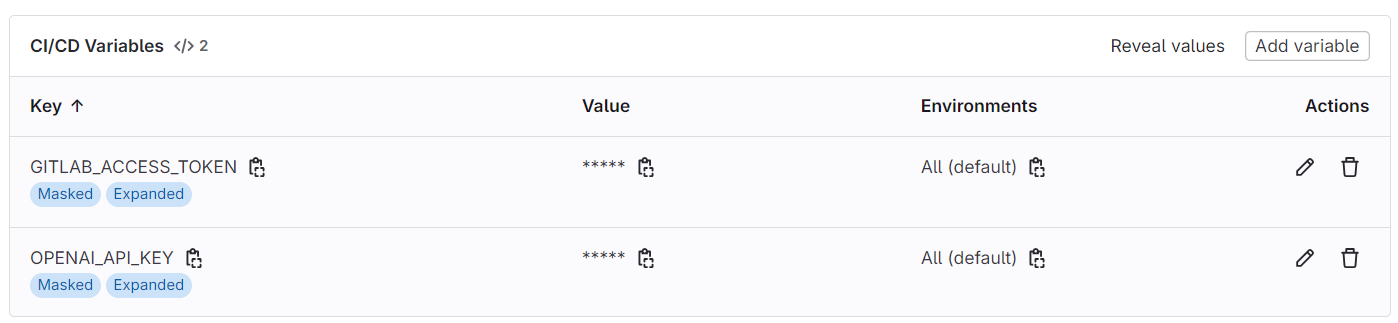 CI/CD Variables </> 2 Reveal values Add variable
Key ↑ Value Environments Actions
GITLAB_ACCESS_TOKEN ***** All (default)
Masked Expanded
OPENAI_API_KEY ***** All (default)
Masked Expanded